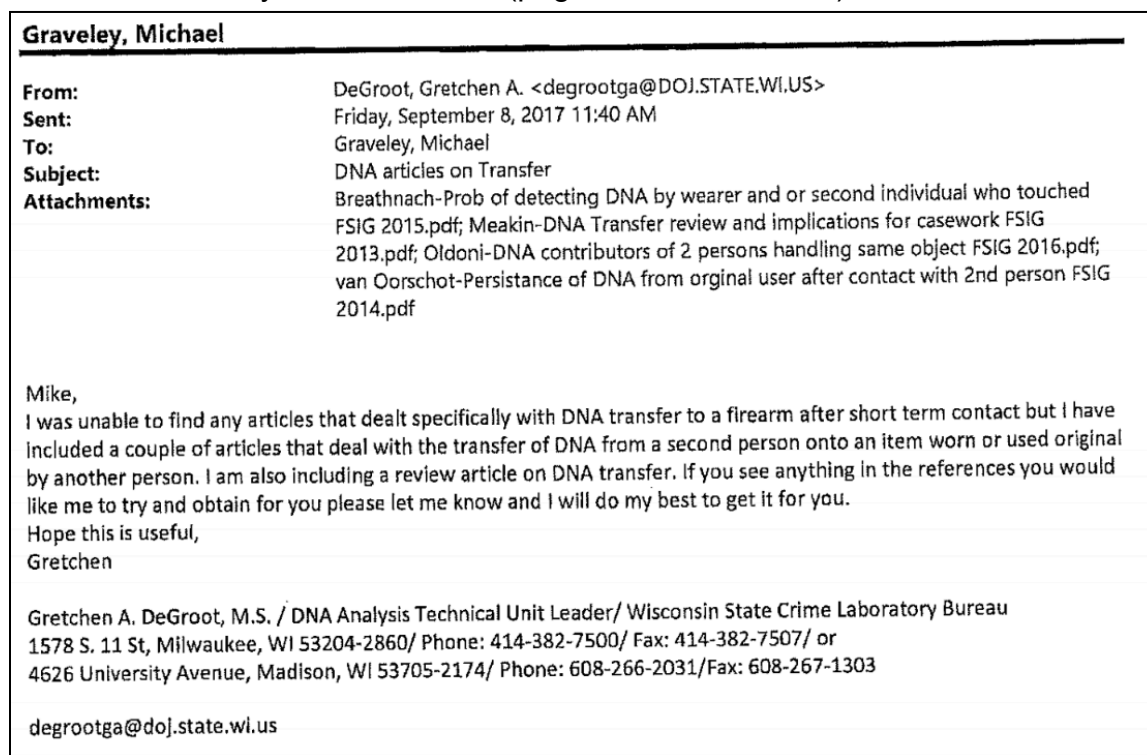 Graveley, Michael
From: DeGroot, Gretchen A. <degrootga@DOJ.STATE.WI.US>
Sent: Friday, September 8, 2017 11:40 AM
To: Graveley, Michael
Subject: DNA articles on Transfer
Attachments: Breathnach-Prob of detecting DNA by wearer and or second individual who touched
FSIG 2015.pdf; Meakin-DNA Transfer review and implications for casework FSIG
2013.pdf; Oldoni-DNA contributors of 2 persons handling same object FSIG 2016.pdf;
van Oorschot-Persistance of DNA from orginal user after contact with 2nd person FSIG
2014.pdf
Mike,
I was unable to find any articles that dealt specifically with DNA transfer to a firearm after short term contact but I have
included a couple of articles that deal with the transfer of DNA from a second person onto an item worn or used original
by another person. I am also including a review article on DNA transfer. If you see anything in the references you would
like me to try and obtain for you please let me know and I will do my best to get it for you.
Hope this is useful,
Gretchen
Gretchen A. DeGroot, M.S. / DNA Analysis Technical Unit Leader/ Wisconsin State Crime Laboratory Bureau
1578 S. 11 St, Milwaukee, WI 53204-2860/ Phone: 414-382-7500/ Fax: 414-382-7507/ or
4626 University Avenue, Madison, WI 53705-2174/ Phone: 608-266-2031/Fax: 608-267-1303
degrootga@doj.state.wi.us